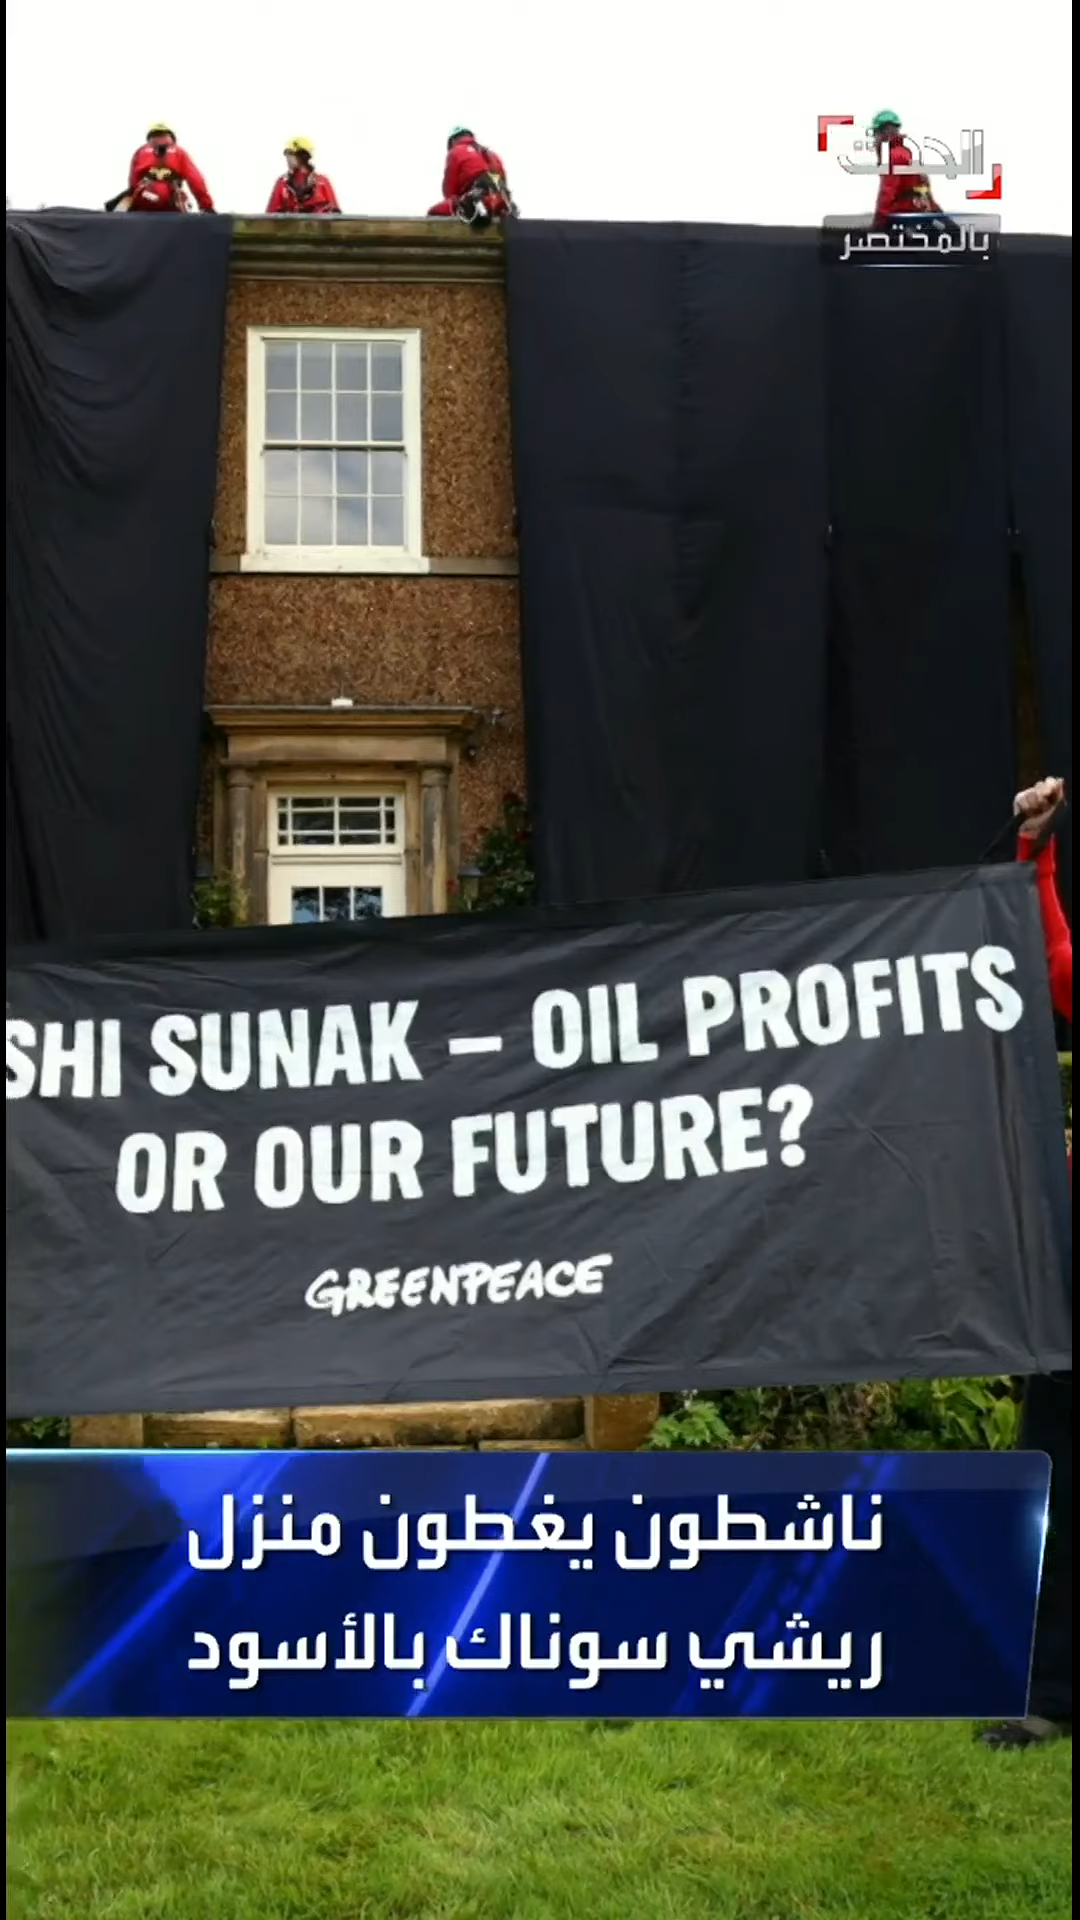 الحدث
بالمختصر
SHI SUNAK – OIL PROFITS
OR OUR FUTURE?
GREENPEACE
ناشطون يغطون منزل
ريشي سوناك بالأسود